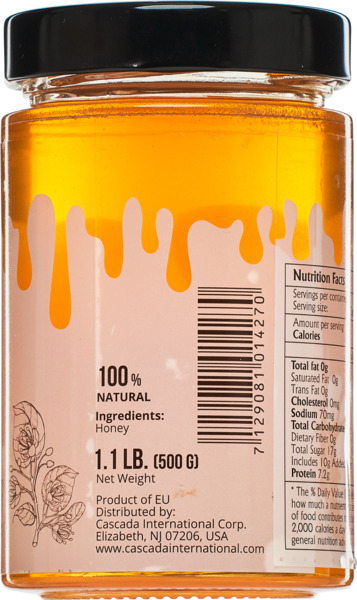 100%
NATURAL
Ingredients:
Honey
1.1 LB. (500 G)
Net Weight
Product of EU
Distributed by:
Cascada International Corp.
Elizabeth, NJ 07206, USA
www.cascadainternational.com
7 129081 014270
Nutrition Facts
Servings per
Serving size:
Amount per serving
Calories
Total fat 0g
Saturated Fat 0g
Trans Fat 0g
Cholesterol 0mg
Sodium 70mg
Total Carbohydrate
Dietary Fiber 0g
Total Sugar 17g
Includes 10g Added
Protein 7.2g
* The % Daily Value
how much a
of food contributes
2,000 calories a
general nutrition